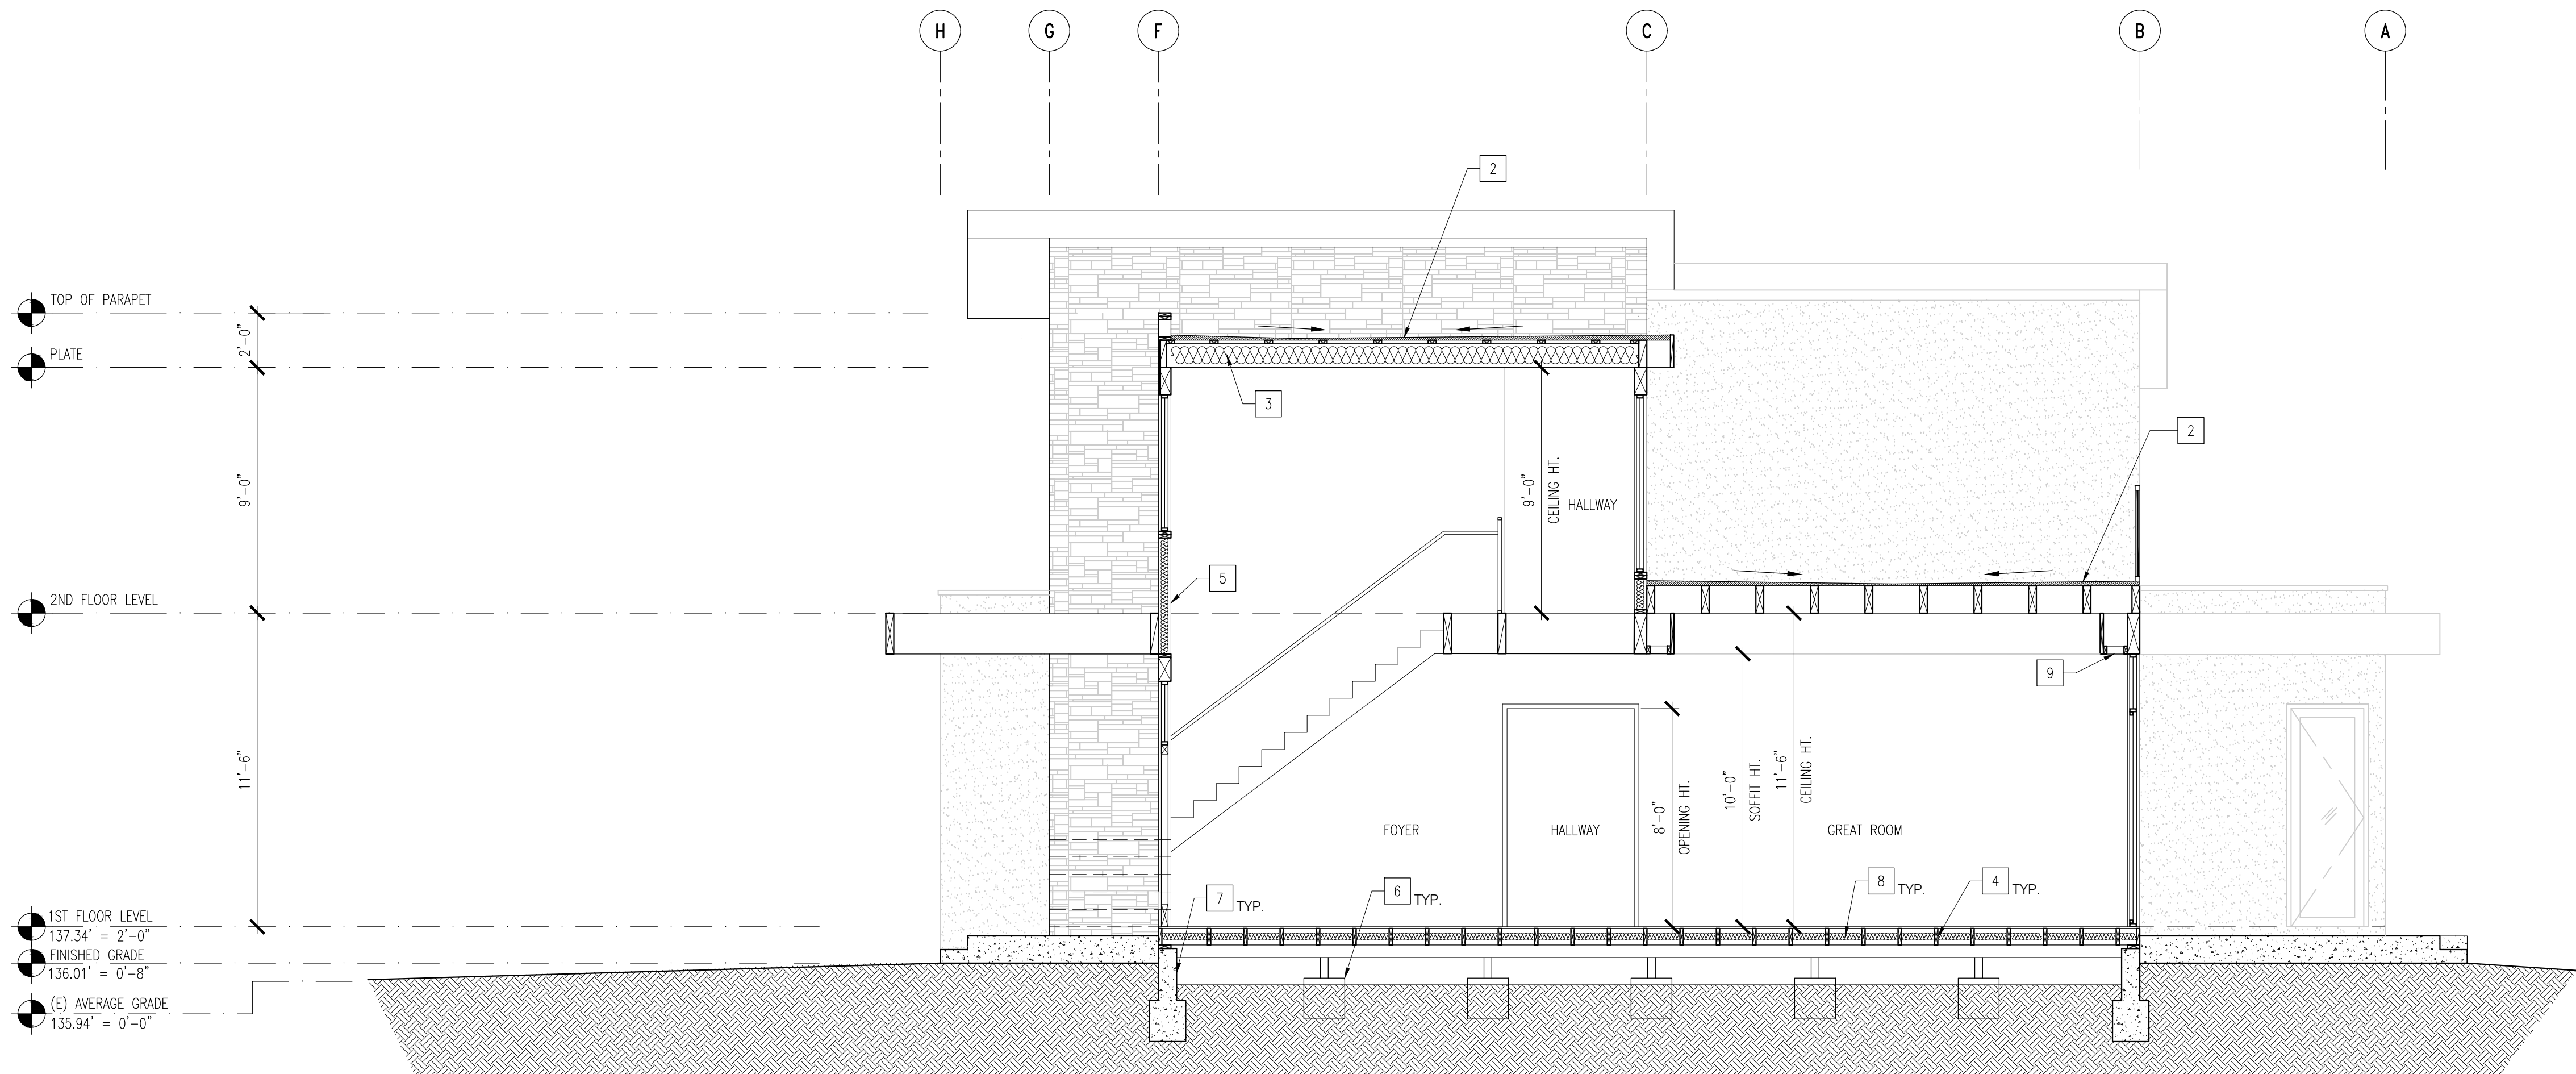 H
G
F
C
B
A
2
TOP OF PARAPET
2'-0"
PLATE
3
2
9'-0"
9'-0"
CEILING HT.
HALLWAY
5
2ND FLOOR LEVEL
9
11'-6"
8'-0"
OPENING HT.
10'-0"
SOFFIT HT.
11'-6"
CEILING HT.
FOYER
HALLWAY
GREAT ROOM
7 TYP.
6 TYP.
8 TYP.
4 TYP.
1ST FLOOR LEVEL
137.34' = 2'-0"
FINISHED GRADE
136.01' = 0'-8"
(E) AVERAGE GRADE
135.94' = 0'-0"